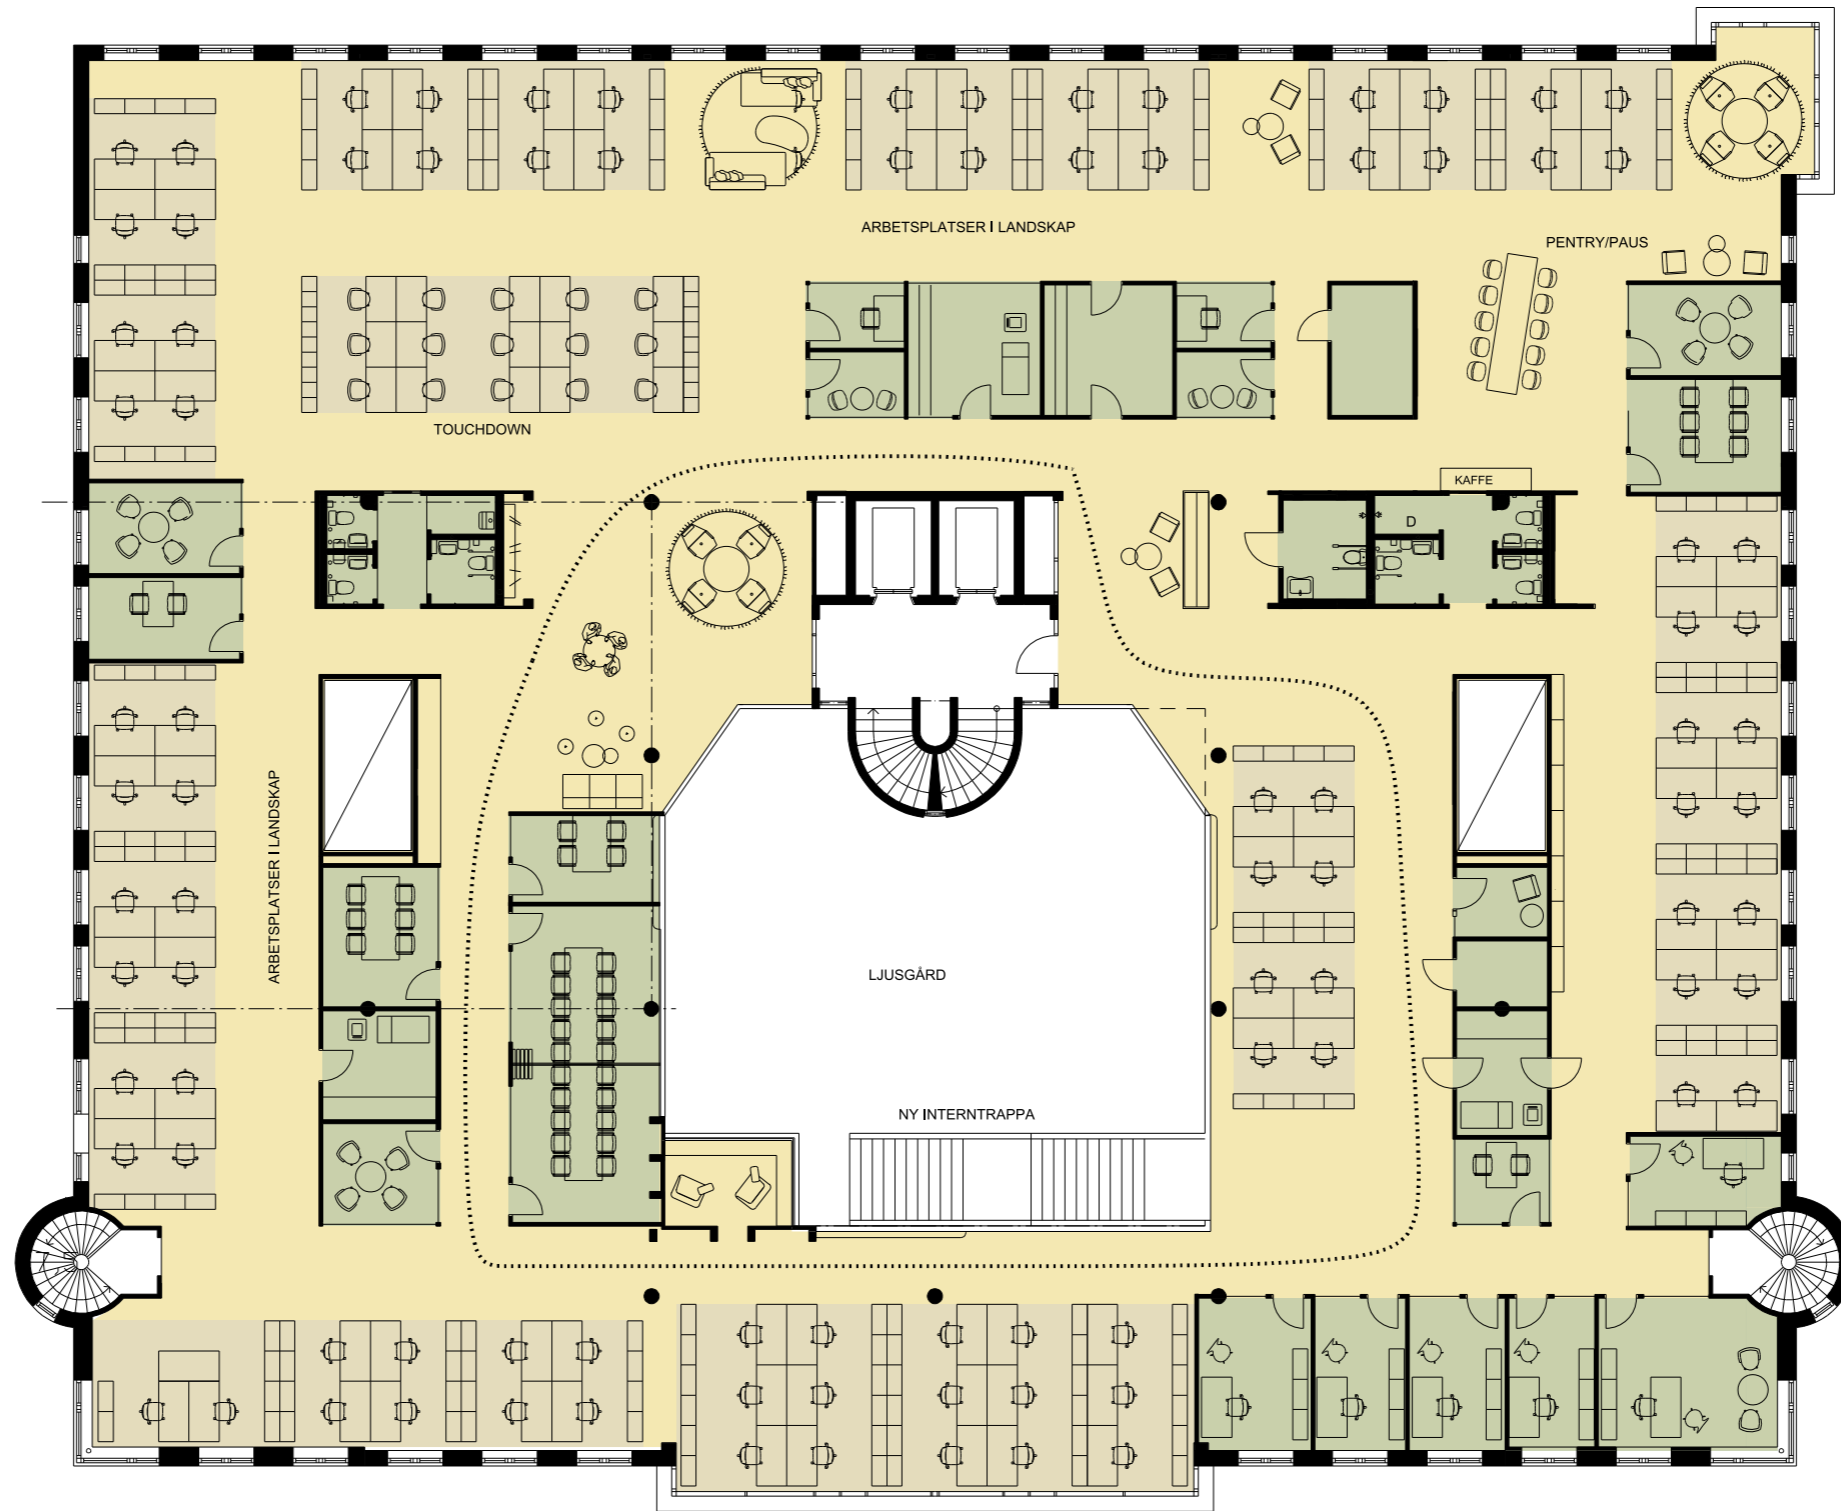 ARBETSPLATSER I LANDSKAP
PENTRY/PAUS
TOUCHDOWN
KAFFE
D
ARBETSPLATSER I LANDSKAP
LJUSGÅRD
NY INTERNTRAPPA